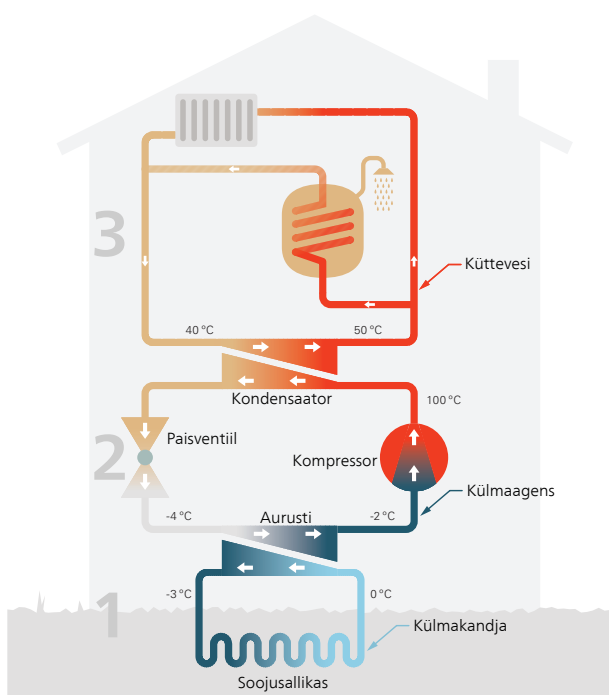 3
Küttevesi
40 °C
50 °C
Kondensaator
100 °C
Paisventiil
2
Kompressor
Külmaagens
-4 °C
Aurusti
-2 °C
1
-3 °C
0 °C
Külmakandja
Soojusallikas